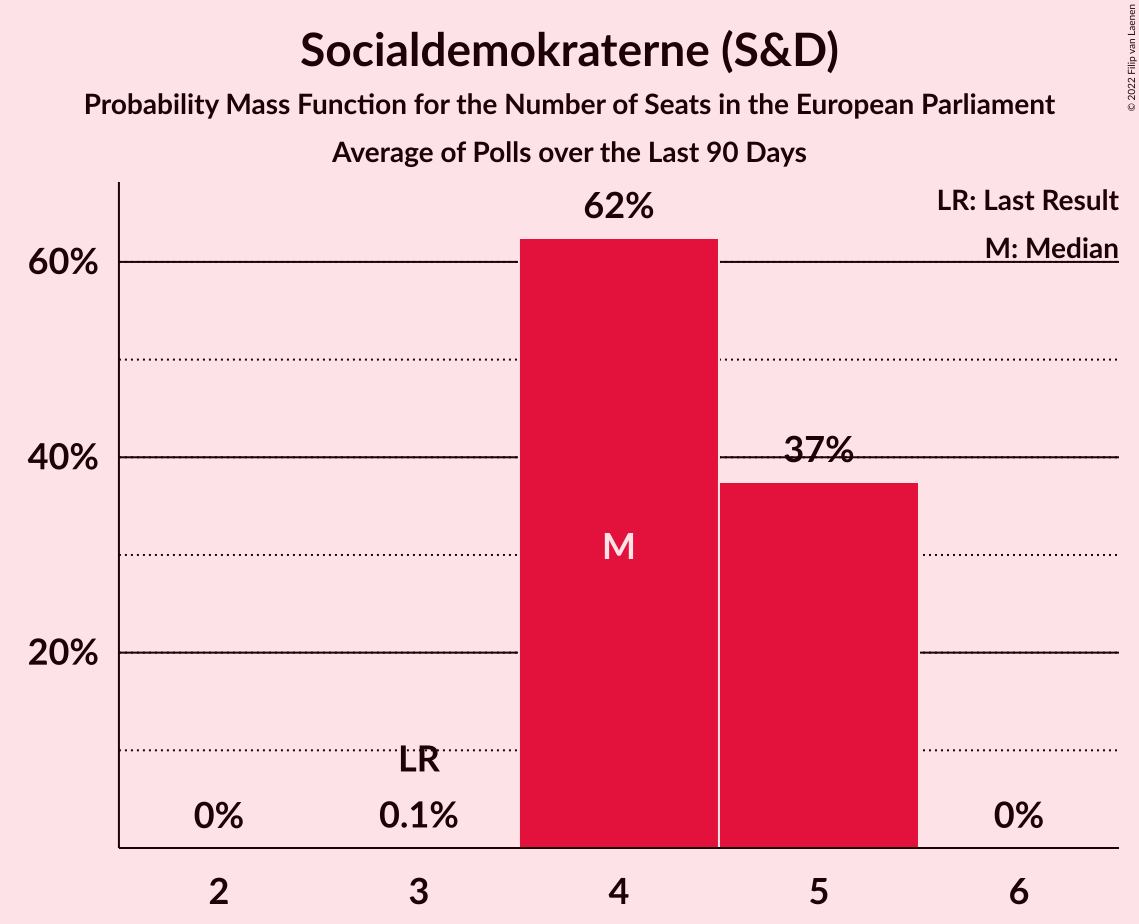 Socialdemokraterne (S&D)
Probability Mass Function for the Number of Seats in the European Parliament
Average of Polls over the Last 90 Days
© 2022 Filip van Laenen
LR: Last Result
M: Median
62%
60%
37%
40%
M
20%
LR
0%
0.1%
0%
2
3
4
5
6